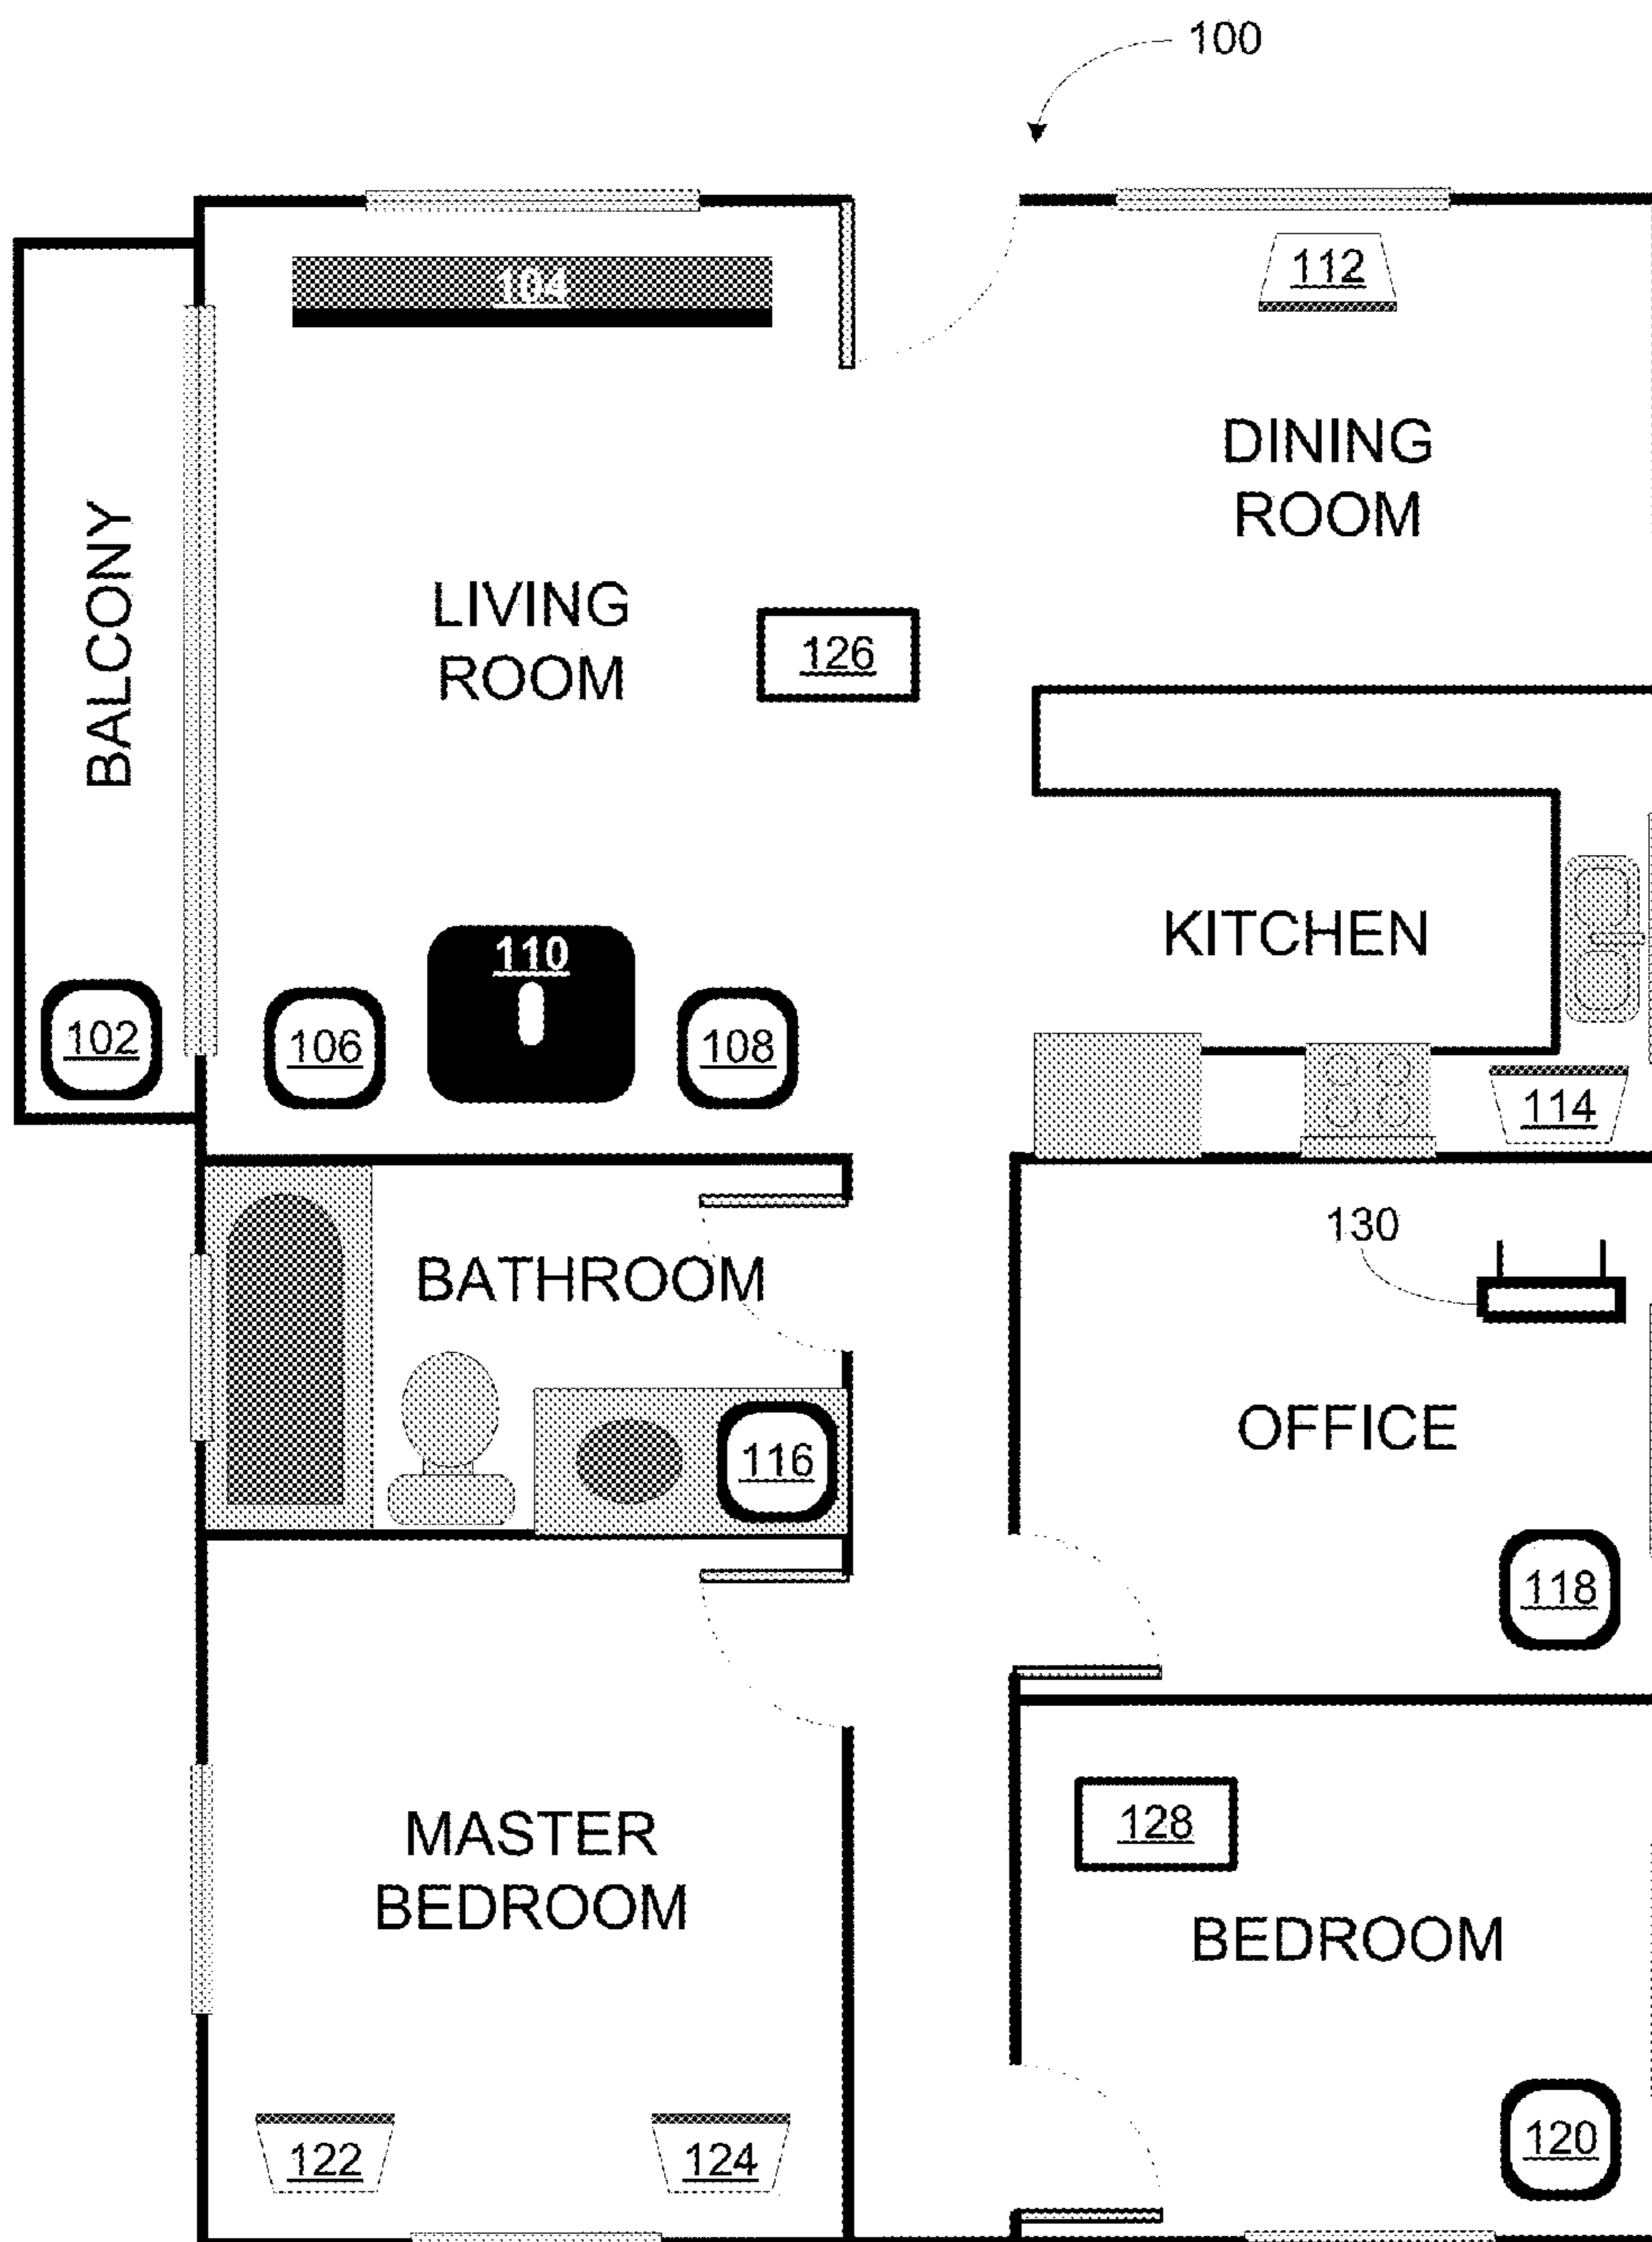 100
104
112
DINING
ROOM
BALCONY
LIVING
ROOM
126
KITCHEN
110
102
106
108
114
130
BATHROOM
OFFICE
116
118
128
MASTER
BEDROOM
BEDROOM
122
124
120